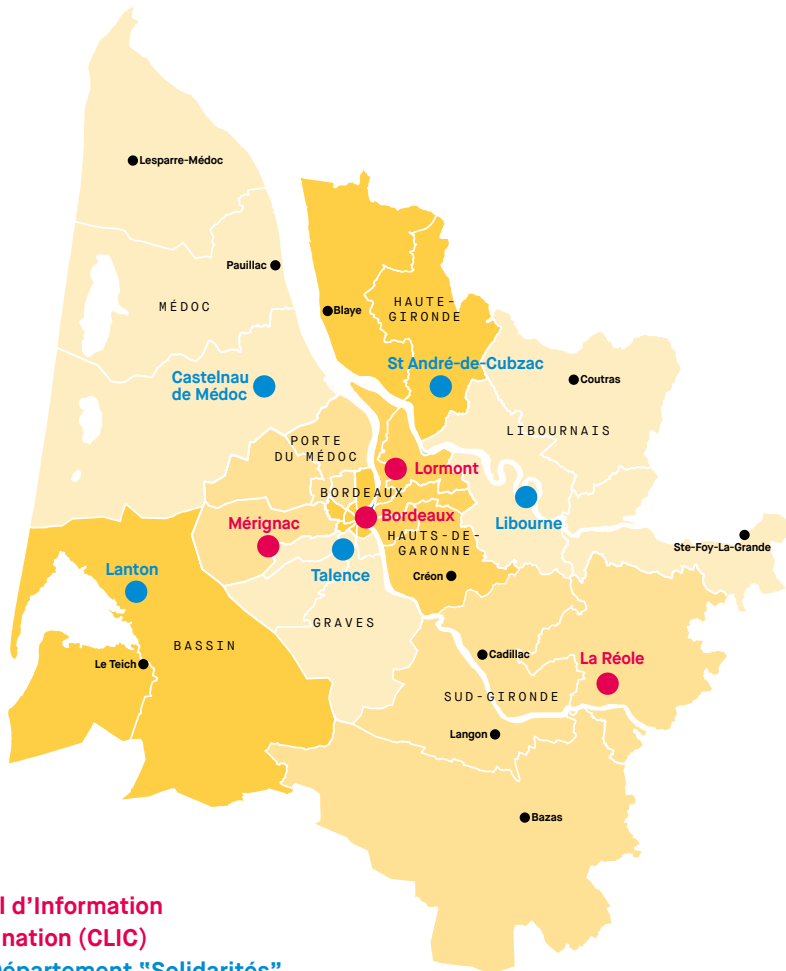 Lesparre-Médoc
Pauillac
MÉDOC
Blaye
HAUTE-
GIRONDE
Castelnau
de Médoc
St André-de-Cubzac
Coutras
LIBOURNAIS
PORTE
DU MÉDOC
Lormont
BORDEAUX
Libourne
Mérignac
Bordeaux
HAUTS-DE-
GARONNE
Ste-Foy-La-Grande
Lanton
Talence
Créon
GRAVES
BASSIN
Le Teich
Cadillac
La Réole
SUD-GIRONDE
Langon
Bazas
d'Information
nation (CLIC)
Département "Solidarités"